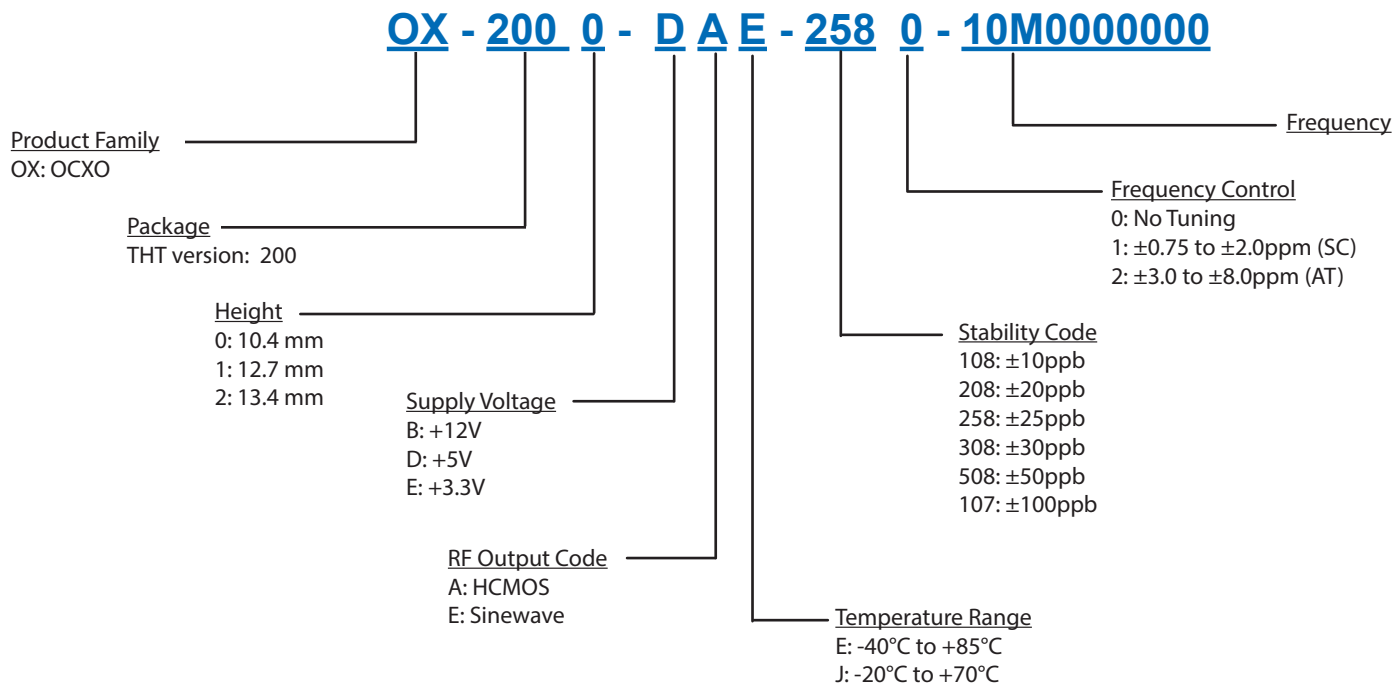 OX - 200 0 - D A E - 258 0 - 10M0000000
Product Family
OX: OCXO
Package
THT version: 200
Height
0: 10.4 mm
1: 12.7 mm
2: 13.4 mm
Supply Voltage
B: +12V
D: +5V
E: +3.3V
RF Output Code
A: HCMOS
E: Sinewave
Temperature Range
E: -40°C to +85°C
J: -20°C to +70°C
Stability Code
108: ±10ppb
208: ±20ppb
258: ±25ppb
308: ±30ppb
508: ±50ppb
107: ±100ppb
Frequency Control
0: No Tuning
1: ±0.75 to ±2.0ppm (SC)
2: ±3.0 to ±8.0ppm (AT)
Frequency